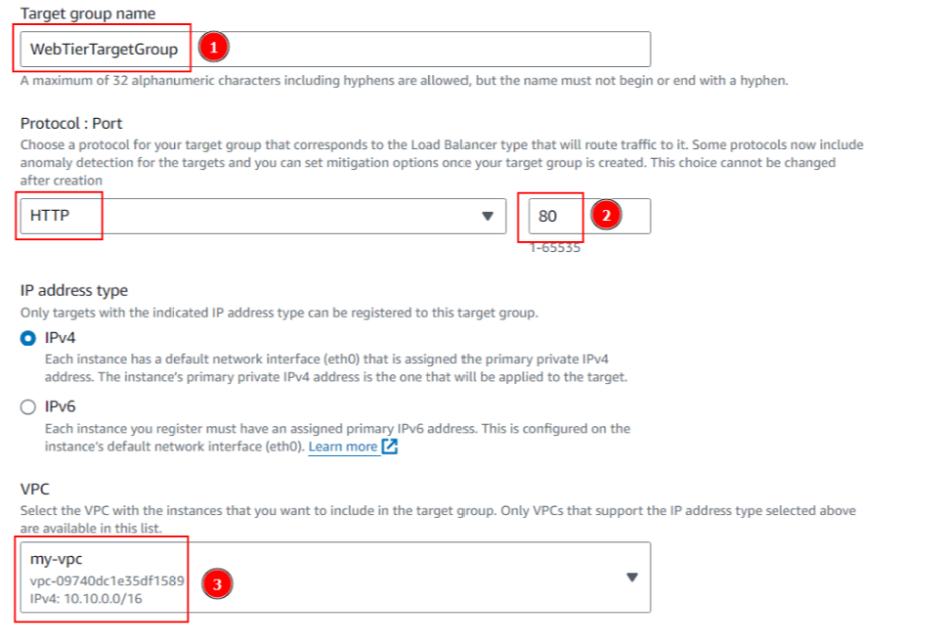 Target group name
WebTierTargetGroup 1
A maximum of 32 alphanumeric characters including hyphens are allowed, but the name must not begin or end with a hyphen.
Protocol : Port
Choose a protocol for your target group that corresponds to the Load Balancer type that will route traffic to it. Some protocols now include
anomaly detection for the targets and you can set mitigation options once your target group is created. This choice cannot be changed
after creation
HTTP 80 2
1-65535
IP address type
Only targets with the indicated IP address type can be registered to this target group.
IPv4
Each instance has a default network interface (eth0) that is assigned the primary private IPv4
address. The instance's primary private IPv4 address is the one that will be applied to the target.
IPv6
Each instance you register must have an assigned primary IPv6 address. This is configured on the
instance's default network interface (eth0). Learn more
VPC
Select the VPC with the instances that you want to include in the target group. Only VPCs that support the IP address type selected above
are available in this list.
my-vpc
vpc-09740dc1e35df1589 3
IPv4: 10.10.0.0/16